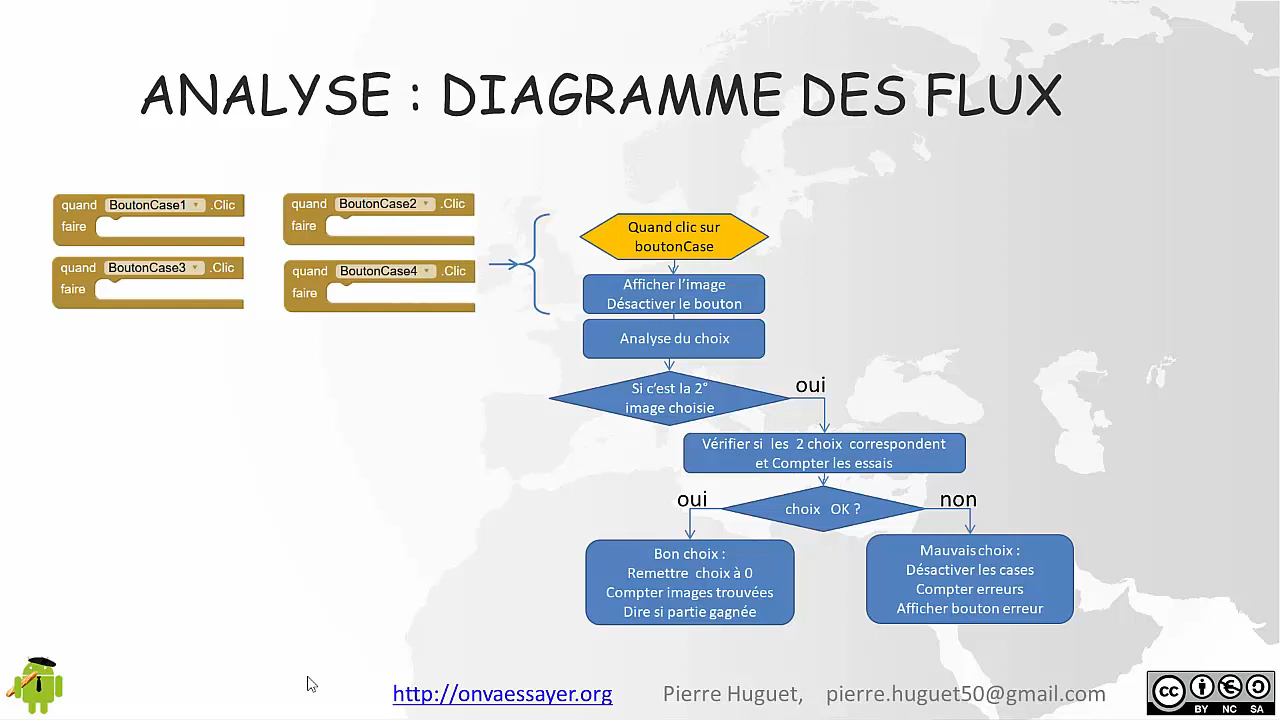 ANALYSE : DIAGRAMME DES FLUX
quand BoutonCase1 .Clic
faire
quand BoutonCase2 .Clic
faire
quand BoutonCase3 .Clic
faire
quand BoutonCase4 .Clic
faire
Quand clic sur
boutonCase
Afficher l'image
Désactiver le bouton
Analyse du choix
Si c'est la 2°
image choisie
oui
Vérifier si les 2 choix correspondent
et Compter les essais
choix OK ?
oui
non
Bon choix :
Remettre choix à 0
Compter images trouvées
Dire si partie gagnée
Mauvais choix :
Désactiver les cases
Compter erreurs
Afficher bouton erreur
http://onvaessayer.org
Pierre Huguet, pierre.huguet50@gmail.com
cc
BY NC SA